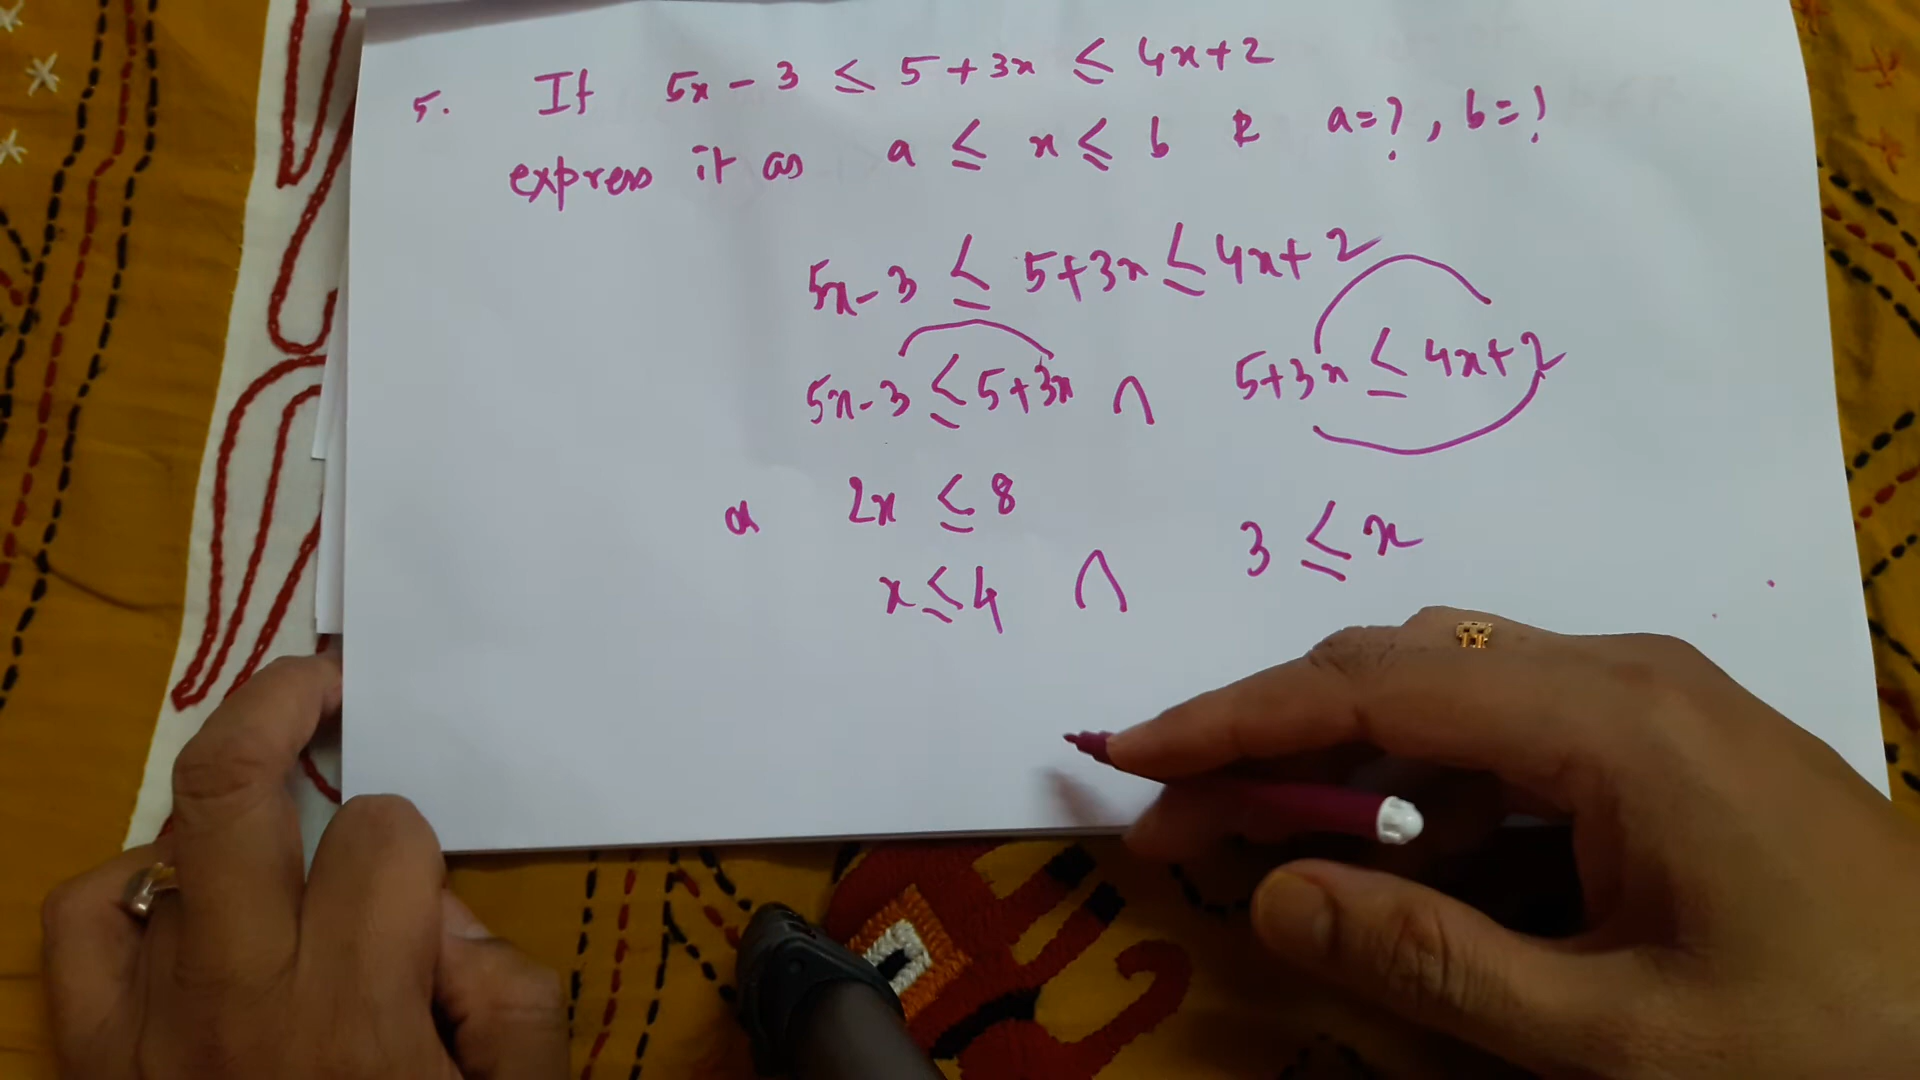 5. If 5x - 3 ≤ 5 + 3x ≤ 4x + 2
express it as a ≤ x ≤ b & a=?, b=?
5x - 3 ≤ 5+3x ≤ 4x + 2
5x - 3 ≤ 5+3x ∧ 5+3x ≤ 4x+2
or 2x ≤ 8 3 ≤ x
x ≤ 4 ∧